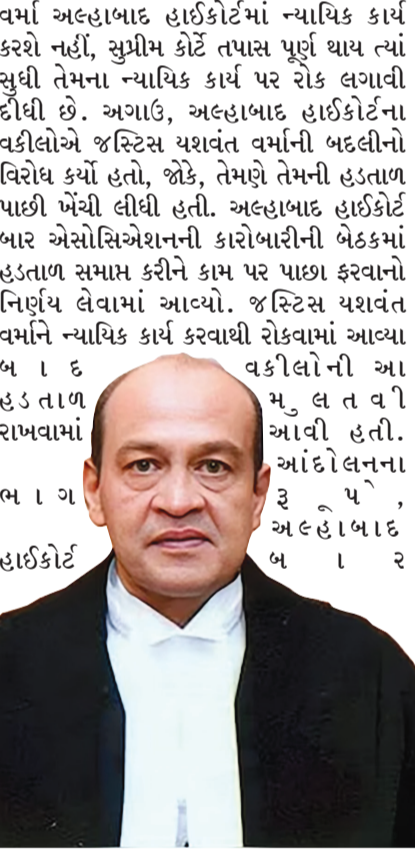 વર્મા અલ્હાબાદ હાઈકોર્ટમાં ન્યાયિક કાર્ય
કરશે નહીં, સુપ્રીમ કોર્ટે તપાસ પૂર્ણ થાય ત્યાં
સુધી તેમના ન્યાયિક કાર્ય પર રોક લગાવી
દીધી છે. અગાઉ, અલ્હાબાદ હાઈકોર્ટના
વકીલોએ જસ્ટિસ યશવંત વર્માની બદલીનો
વિરોધ કર્યો હતો, જોકે, તેમણે તેમની હડતાળ
પાછી ખેંચી લીધી હતી. અલ્હાબાદ હાઈકોર્ટ
બાર એસોસિએશનની કારોબારીની બેઠકમાં
હડતાળ સમાપ્ત કરીને કામ પર પાછા ફરવાનો
નિર્ણય લેવામાં આવ્યો. જસ્ટિસ યશવંત
વર્માને ન્યાયિક કાર્ય કરવાથી રોકવામાં આવ્યા
બાદ વકીલોની આ
હડતાળ મુલતવી
રાખવામાં આવી હતી.
આંદોલનના
ભાગ રૂપે,
અલ્હાબાદ
હાઈકોર્ટ બાર